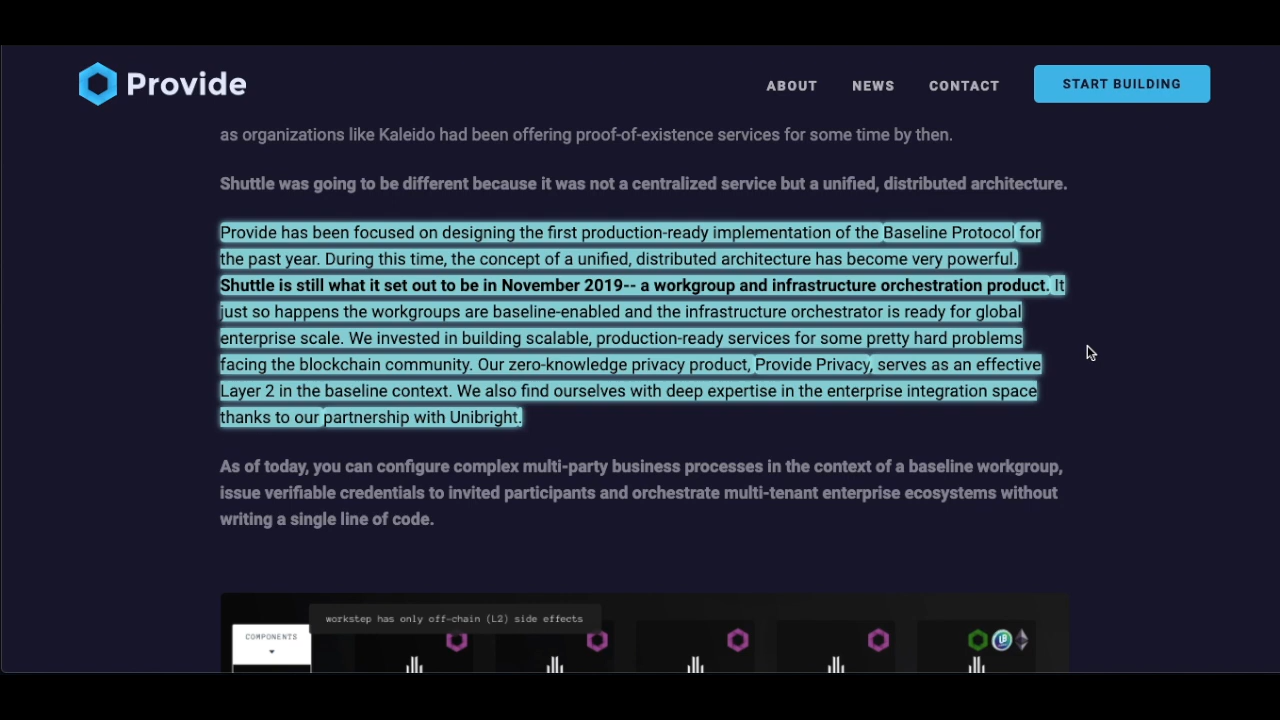 Provide
ABOUT NEWS CONTACT START BUILDING
as organizations like Kaleido had been offering proof-of-existence services for some time by then.
Shuttle was going to be different because it was not a centralized service but a unified, distributed architecture.
Provide has been focused on designing the first production-ready implementation of the Baseline Protocol for
the past year. During this time, the concept of a unified, distributed architecture has become very powerful.
Shuttle is still what it set out to be in November 2019-- a workgroup and infrastructure orchestration product. It
just so happens the workgroups are baseline-enabled and the infrastructure orchestrator is ready for global
enterprise scale. We invested in building scalable, production-ready services for some pretty hard problems
facing the blockchain community. Our zero-knowledge privacy product, Provide Privacy, serves as an effective
Layer 2 in the baseline context. We also find ourselves with deep expertise in the enterprise integration space
thanks to our partnership with Unibright.
As of today, you can configure complex multi-party business processes in the context of a baseline workgroup,
issue verifiable credentials to invited participants and orchestrate multi-tenant enterprise ecosystems without
writing a single line of code.
workstep has only off-chain (L2) side effects
COMPONENTS